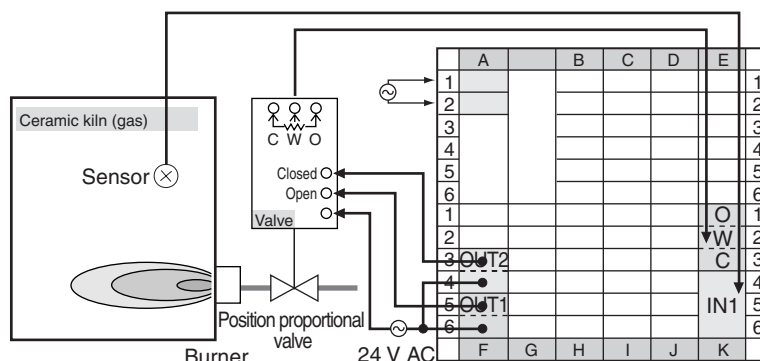 A B C D E
1 1
2 2
3 3
4 4
5 5
6 6
1 O 1
2 W 2
3 OUT2 C 3
4 4
5 OUT1 IN1 5
6 6
F G H I J K
Ceramic kiln (gas)
Sensor
C W O
Closed
Open
Valve
Position proportional
valve
Burner
24 V AC